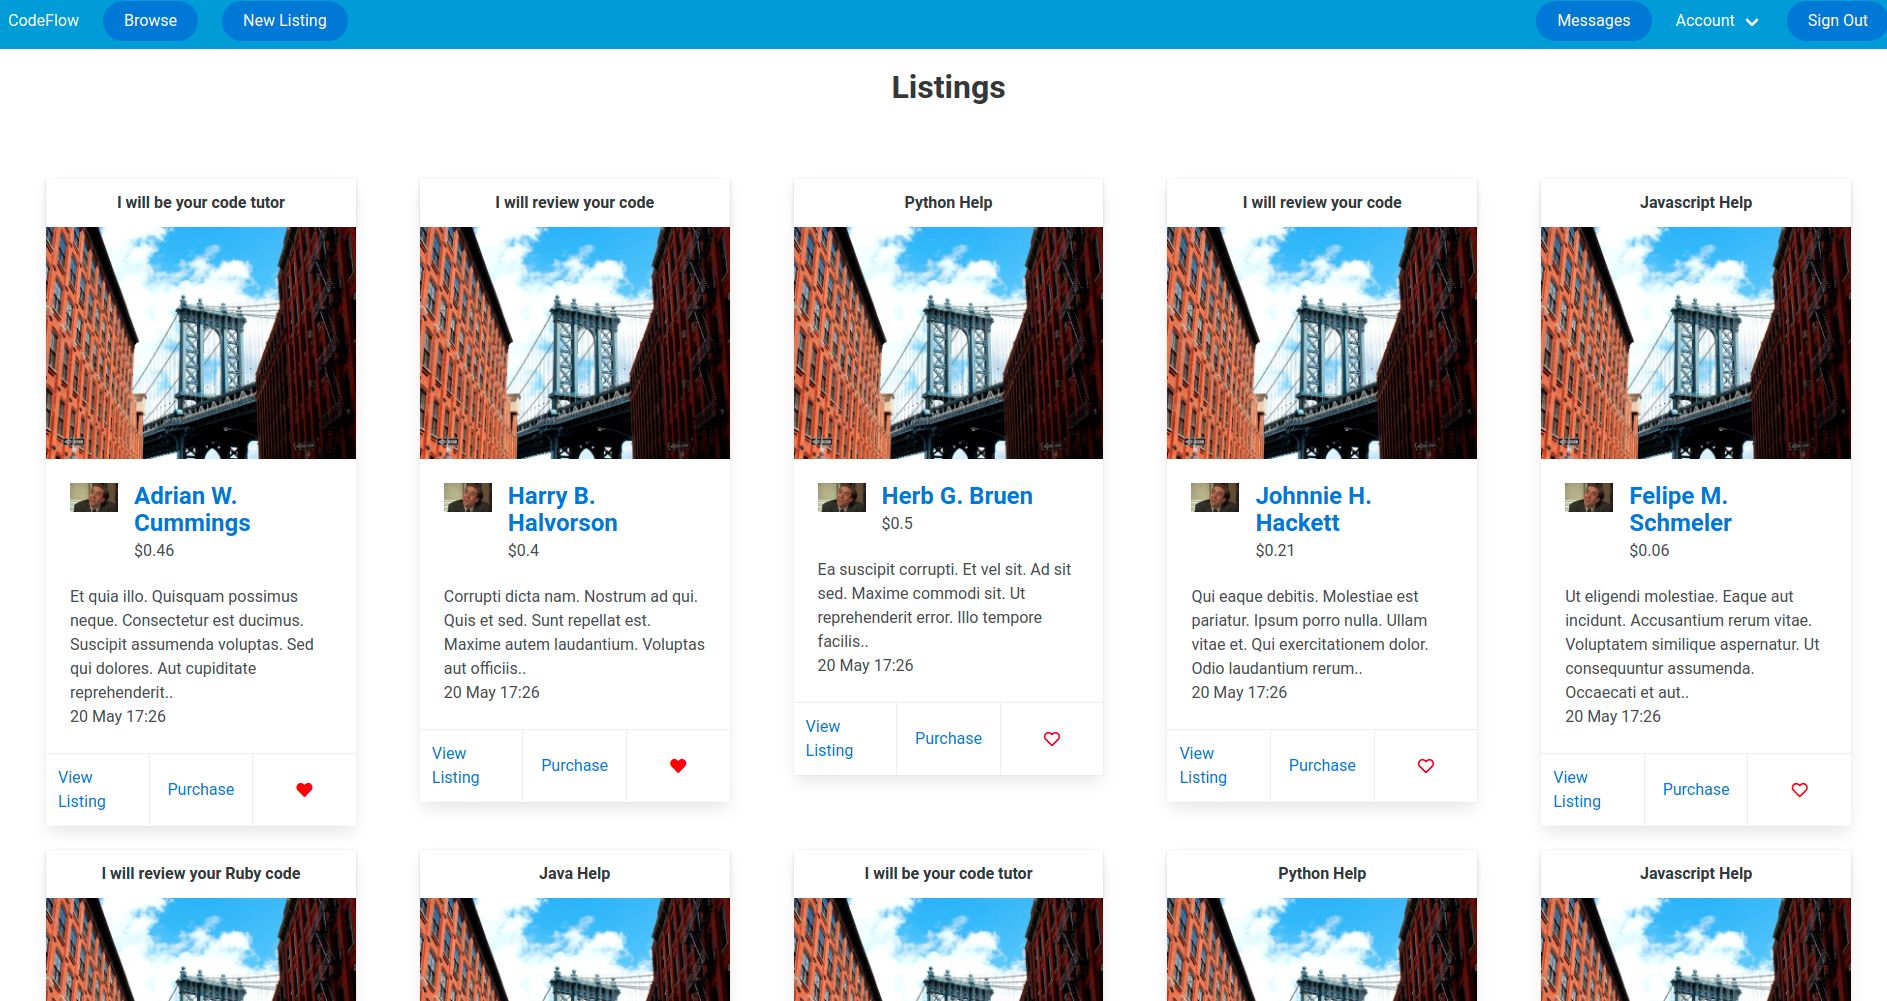 CodeFlow
Browse
New Listing
Messages
Account
Sign Out
Listings
I will be your code tutor
Adrian W.
Cummings
$0.46
Et quia illo. Quisquam possimus
neque. Consectetur est ducimus.
Suscipit assumenda voluptas. Sed
qui dolores. Aut cupiditate
reprehenderit..
20 May 17:26
View
Listing
Purchase
I will review your code
Harry B.
Halvorson
$0.4
Corrupti dicta nam. Nostrum ad qui.
Quis et sed. Sunt repellat est.
Maxime autem laudantium. Voluptas
aut officiis..
20 May 17:26
View
Listing
Purchase
Python Help
Herb G. Bruen
$0.5
Ea suscipit corrupti. Et vel sit. Ad sit
sed. Maxime commodi sit. Ut
reprehenderit error. Illo tempore
facilis..
20 May 17:26
View
Listing
Purchase
I will review your code
Johnnie H.
Hackett
$0.21
Qui eaque debitis. Molestiae est
pariatur. Ipsum porro nulla. Ullam
vitae et. Qui exercitationem dolor.
Odio laudantium rerum..
20 May 17:26
View
Listing
Purchase
Javascript Help
Felipe M.
Schmeler
$0.06
Ut eligendi molestiae. Eaque aut
incidunt. Accusantium rerum vitae.
Voluptatem similique aspernatur. Ut
consequuntur assumenda.
Occaecati et aut..
20 May 17:26
View
Listing
Purchase
I will review your Ruby code
Java Help
I will be your code tutor
Python Help
Javascript Help